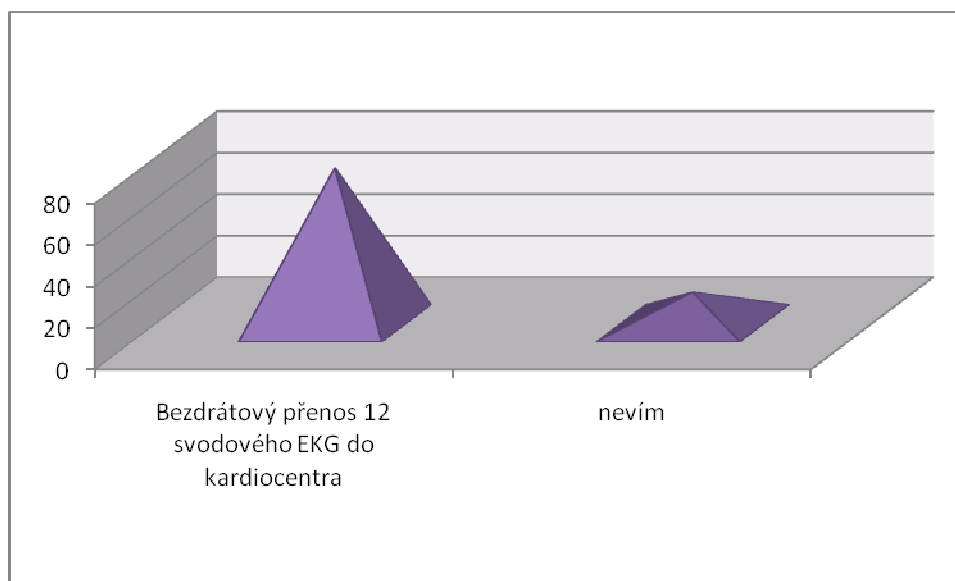 80
60
40
20
0
Bezdrátový přenos 12
svodového EKG do
kardiocentra
nevím